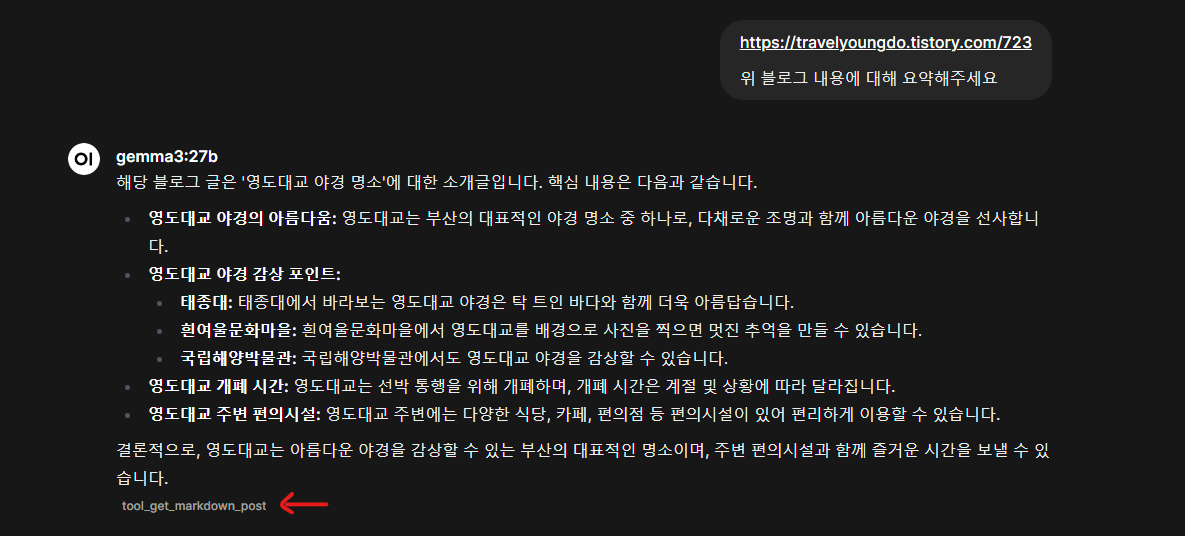 https://travelyoungdo.tistory.com/723
위 블로그 내용에 대해 요약해주세요
OI
gemma3:27b
해당 블로그 글은 '영도대교 야경 명소'에 대한 소개글입니다. 핵심 내용은 다음과 같습니다.
영도대교 야경의 아름다움: 영도대교는 부산의 대표적인 야경 명소 중 하나로, 다채로운 조명과 함께 아름다운 야경을 선사합니
다.
영도대교 야경 감상 포인트:
태종대: 태종대에서 바라보는 영도대교 야경은 탁 트인 바다와 함께 더욱 아름답습니다.
흰여울문화마을: 흰여울문화마을에서 영도대교를 배경으로 사진을 찍으면 멋진 추억을 만들 수 있습니다.
국립해양박물관: 국립해양박물관에서도 영도대교 야경을 감상할 수 있습니다.
영도대교 개폐 시간: 영도대교는 선박 통행을 위해 개폐하며, 개폐 시간은 계절 및 상황에 따라 달라집니다.
영도대교 주변 편의시설: 영도대교 주변에는 다양한 식당, 카페, 편의점 등 편의시설이 있어 편리하게 이용할 수 있습니다.
결론적으로, 영도대교는 아름다운 야경을 감상할 수 있는 부산의 대표적인 명소이며, 주변 편의시설과 함께 즐거운 시간을 보낼 수 있
습니다.
tool_get_markdown_post